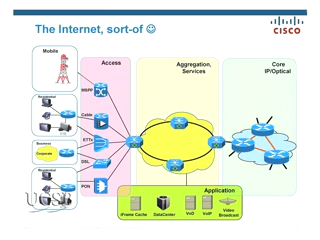 The Internet, sort-of ☺
CISCO
Mobile
Access
Aggregation,
Services
Core
IP/Optical
MSPP
Residential
Cable
ETTx
Business
Corporate
DSL
Residential
PON
UCSD
Application
iFrame Cache
DataCenter
VoD
VoIP
Video
Broadcast